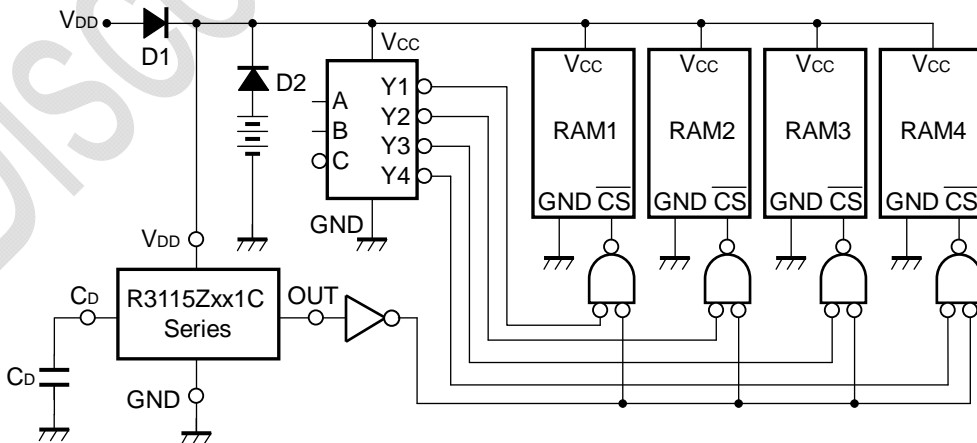 DISCO
VDD
D1
D2
VCC
A
B
C
Y1
Y2
Y3
Y4
GND
VCC
RAM1
GND CS
VCC
RAM2
GND CS
VCC
RAM3
GND CS
VCC
RAM4
GND CS
VDD
CD
R3115Zxx1C
Series
OUT
CD
GND